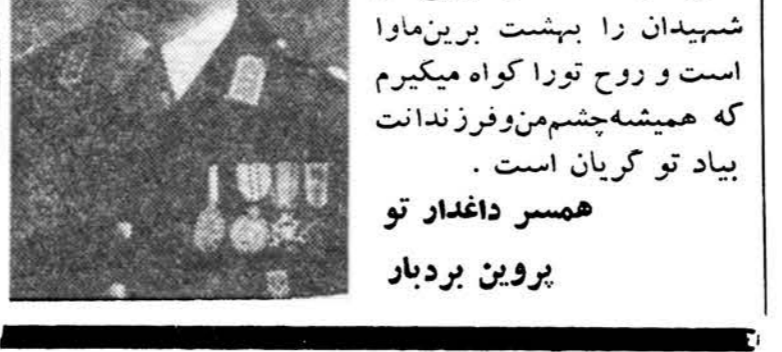 شهیدان را بهشت برین‌ماوا
است و روح تورا کواه میگیرم
که همیشه‌چشم‌من‌وفرزندانت
بیاد تو گریان است .
همسر داغدار تو
پروین بردبار